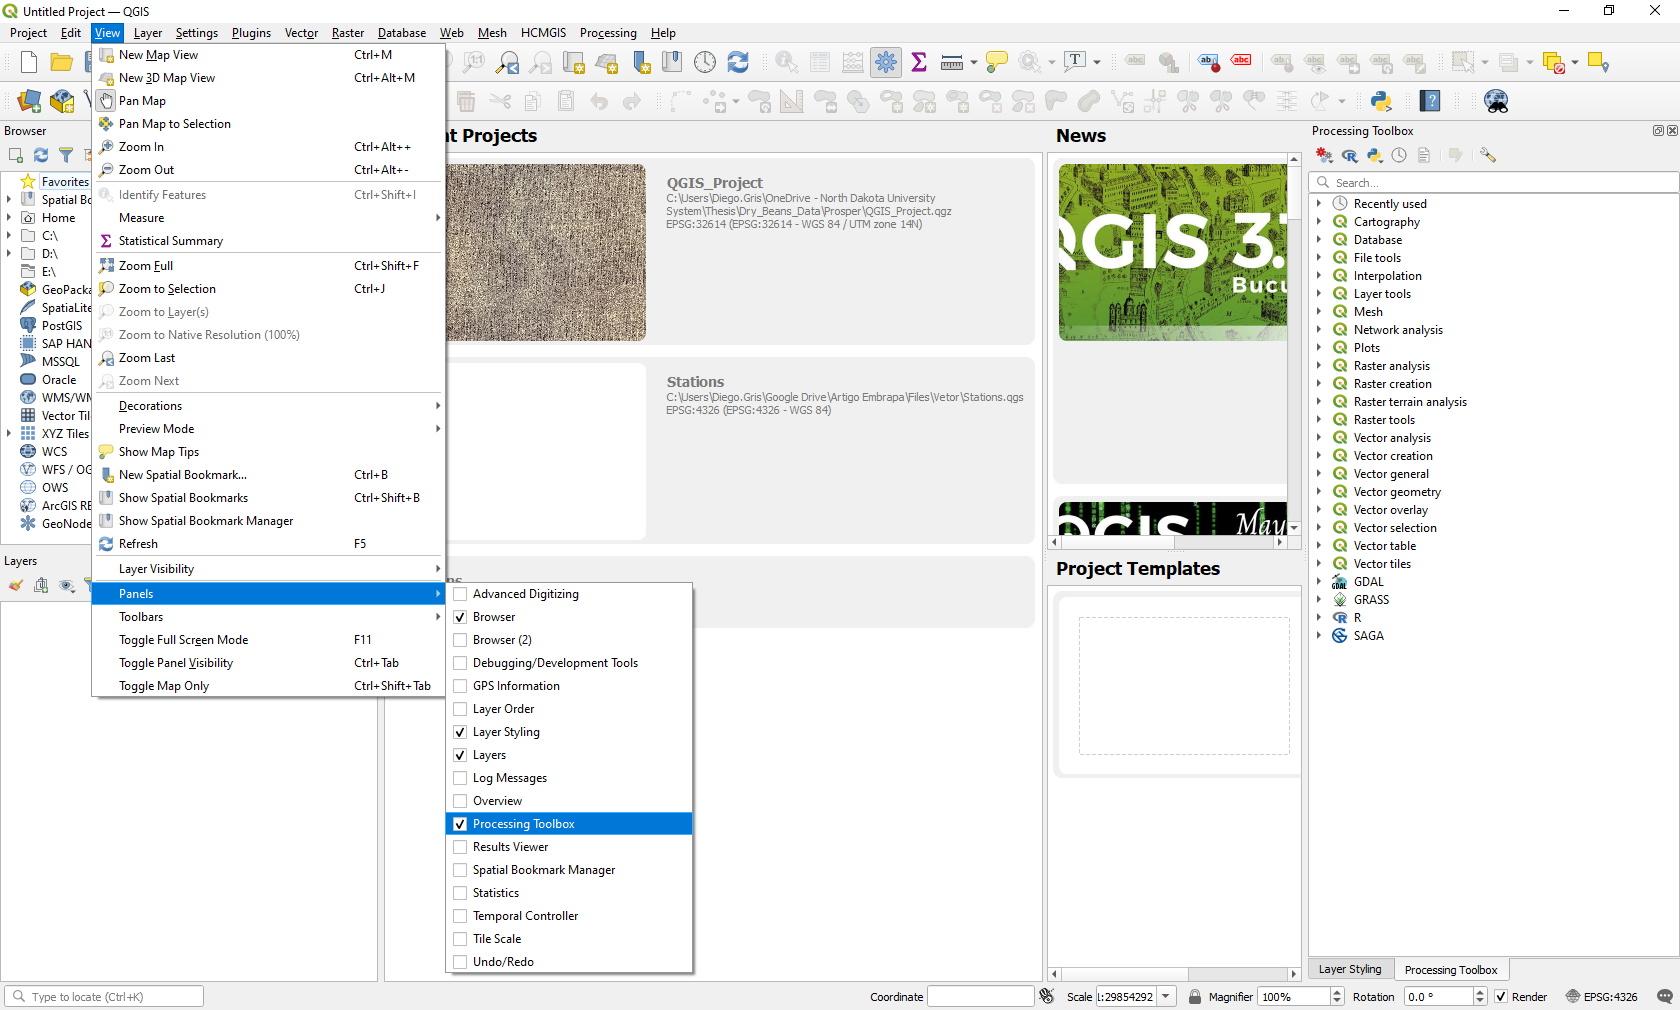 Untitled Project — QGIS
Project Edit View Layer Settings Plugins Vector Raster Database Web Mesh HCMGIS Processing Help
New Map View Ctrl+M
New 3D Map View Ctrl+Alt+M
Pan Map
Pan Map to Selection
Zoom In Ctrl+Alt++
Zoom Out Ctrl+Alt+-
Identify Features Ctrl+Shift+I
Measure
Statistical Summary
Zoom Full Ctrl+Shift+F
Zoom to Selection Ctrl+J
Zoom to Layer(s)
Zoom to Native Resolution (100%)
Zoom Last
Zoom Next
Decorations
Preview Mode
Show Map Tips
New Spatial Bookmark... Ctrl+B
Show Spatial Bookmarks Ctrl+Shift+B
Show Spatial Bookmark Manager
Refresh F5
Layer Visibility
Panels
Toolbars
Toggle Full Screen Mode F11
Toggle Panel Visibility Ctrl+Tab
Toggle Map Only Ctrl+Shift+Tab
Advanced Digitizing
Browser
Browser (2)
Debugging/Development Tools
GPS Information
Layer Order
Layer Styling
Layers
Log Messages
Overview
Processing Toolbox
Results Viewer
Spatial Bookmark Manager
Statistics
Temporal Controller
Tile Scale
Undo/Redo
Browser
Favorites
Spatial Bo
Home
C:\
D:\
E:\
GeoPacka
SpatiaLite
PostGIS
SAP HAN
MSSQL
Oracle
WMS/WM
Vector Til
XYZ Tiles
WCS
WFS / OG
OWS
ArcGIS RE
GeoNode
Layers
t Projects
QGIS_Project
C:\Users\Diego.Gris\OneDrive - North Dakota University
System\Thesis\Dry_Beans_Data\Prosper\QGIS_Project.qgz
EPSG:32614 (EPSG:32614 - WGS 84 / UTM zone 14N)
Stations
C:\Users\Diego.Gris\Google Drive\Artigo Embrapa\Files\Vetor\Stations.qgs
EPSG:4326 (EPSG:4326 - WGS 84)
News
QGIS 3.
Bucu
QGIS May
Project Templates
Processing Toolbox
Search...
Recently used
Cartography
Database
File tools
Interpolation
Layer tools
Mesh
Network analysis
Plots
Raster analysis
Raster creation
Raster terrain analysis
Raster tools
Vector analysis
Vector creation
Vector general
Vector geometry
Vector overlay
Vector selection
Vector table
Vector tiles
GDAL
GRASS
R
SAGA
Layer Styling Processing Toolbox
Type to locate (Ctrl+K) Coordinate Scale 1:29854292 Magnifier 100% Rotation 0.0 ° Render EPSG:4326